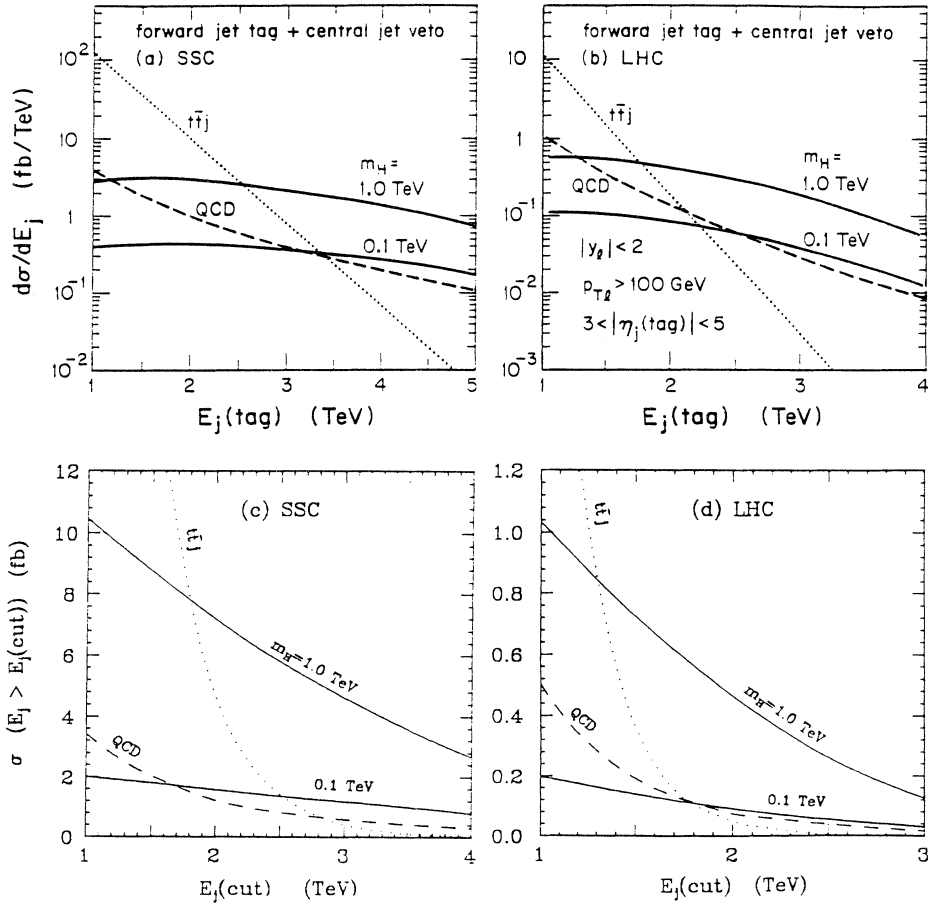 forward jet tag + central jet veto
(a) SSC
tt̄j
m_H =
1.0 TeV
QCD
0.1 TeV
10²
10
1
10⁻¹
10⁻²
dσ/dE_j (fb/TeV)
1 2 3 4 5
E_j(tag) (TeV)
forward jet tag + central jet veto
(b) LHC
tt̄j
m_H =
1.0 TeV
QCD
0.1 TeV
|y_ℓ| < 2
p_Tℓ > 100 GeV
3 < |η_j(tag)| < 5
10
1
10⁻¹
10⁻²
10⁻³
1 2 3 4
E_j(tag) (TeV)
(c) SSC
tt̄j
m_H=1.0 TeV
QCD
0.1 TeV
12
10
8
6
4
2
0
σ (E_j > E_j(cut)) (fb)
1 2 3 4
E_j(cut) (TeV)
(d) LHC
tt̄j
m_H=1.0 TeV
QCD
0.1 TeV
1.2
1.0
0.8
0.6
0.4
0.2
0.0
1 2 3
E_j(cut) (TeV)